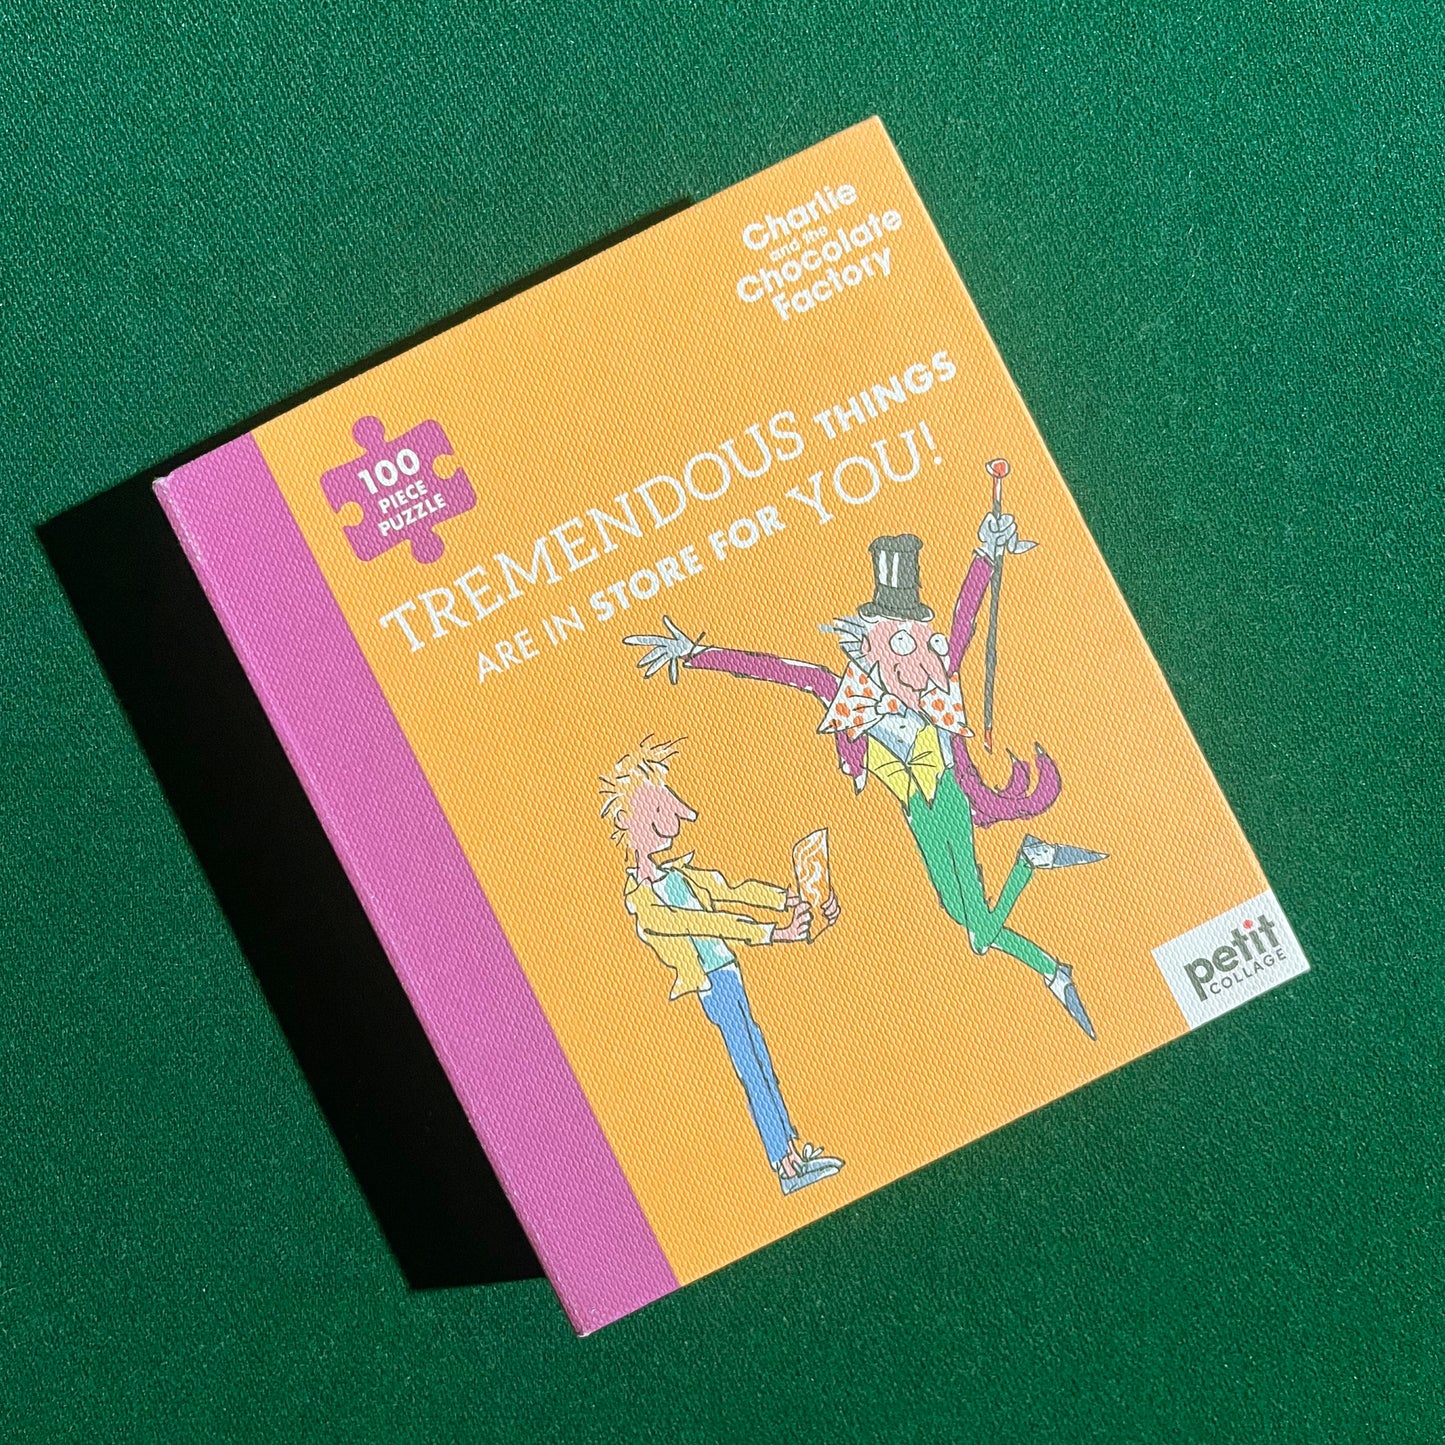 Charlie
and the
Chocolate
Factory
100
PIECE
PUZZLE
TREMENDOUS THINGS
ARE IN STORE FOR YOU!
petit
COLLAGE